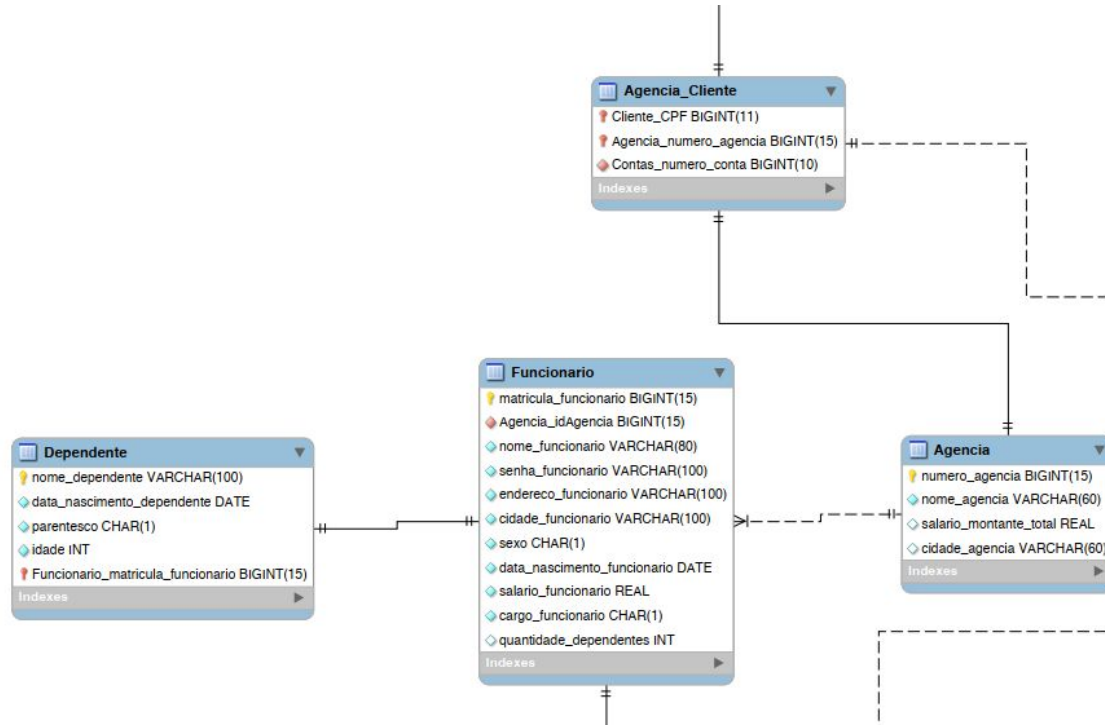 Agencia_Cliente
Cliente_CPF BIGINT(11)
Agencia_numero_agencia BIGINT(15)
Contas_numero_conta BIGINT(10)
Indexes
Funcionario
matricula_funcionario BIGINT(15)
Agencia_idAgencia BIGINT(15)
nome_funcionario VARCHAR(80)
senha_funcionario VARCHAR(100)
endereco_funcionario VARCHAR(100)
cidade_funcionario VARCHAR(100)
sexo CHAR(1)
data_nascimento_funcionario DATE
salario_funcionario REAL
cargo_funcionario CHAR(1)
quantidade_dependentes INT
Indexes
Dependente
nome_dependente VARCHAR(100)
data_nascimento_dependente DATE
parentesco CHAR(1)
idade INT
Funcionario_matricula_funcionario BIGINT(15)
Indexes
Agencia
numero_agencia BIGINT(15)
nome_agencia VARCHAR(60)
salario_montante_total REAL
cidade_agencia VARCHAR(60)
Indexes